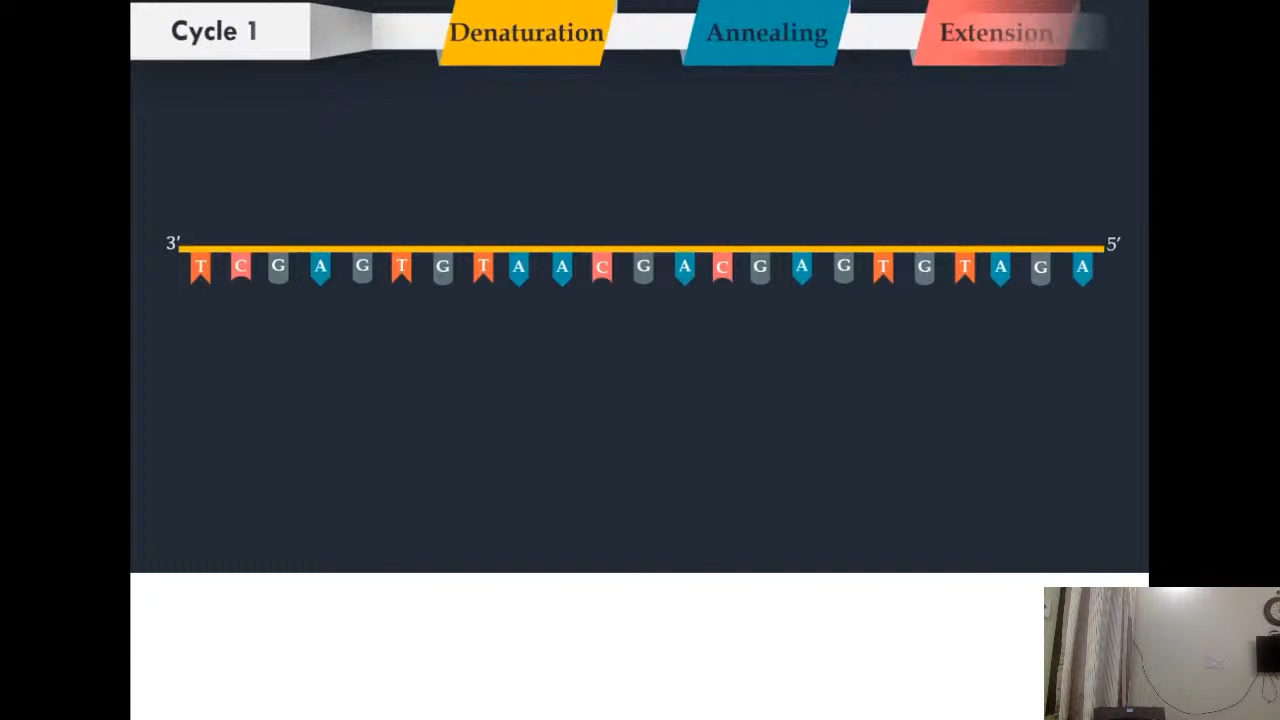 Cycle 1 Denaturation Annealing Extension
3′ 5′
T C G A G T G T A A C G A C G A G T G T A G A